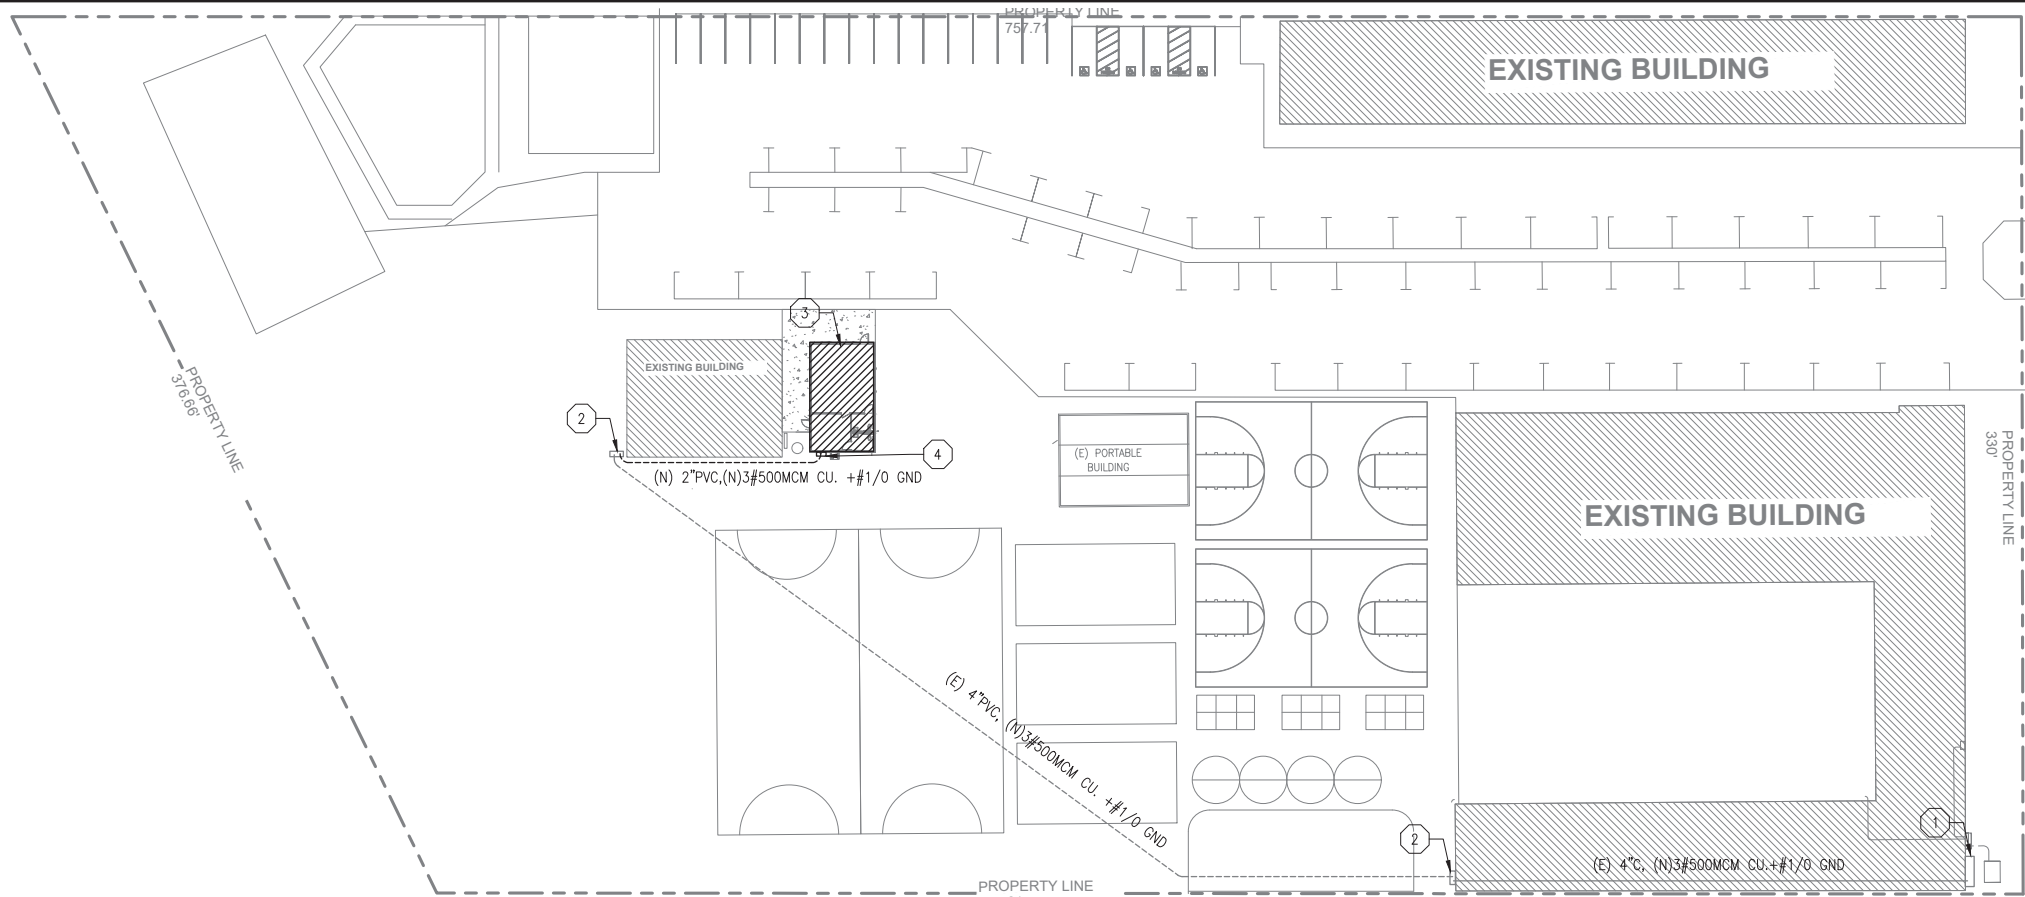 PROPERTY LINE
757.71
EXISTING BUILDING
3
EXISTING BUILDING
PROPERTY LINE
376.66'
2
4
(N) 2"PVC,(N)3#500MCM CU. +#1/0 GND
(E) PORTABLE
BUILDING
EXISTING BUILDING
PROPERTY LINE
330'
(E) 4"PVC, (N)3#500MCM CU. +#1/0 GND
2
1
(E) 4"C, (N)3#500MCM CU.+#1/0 GND
PROPERTY LINE